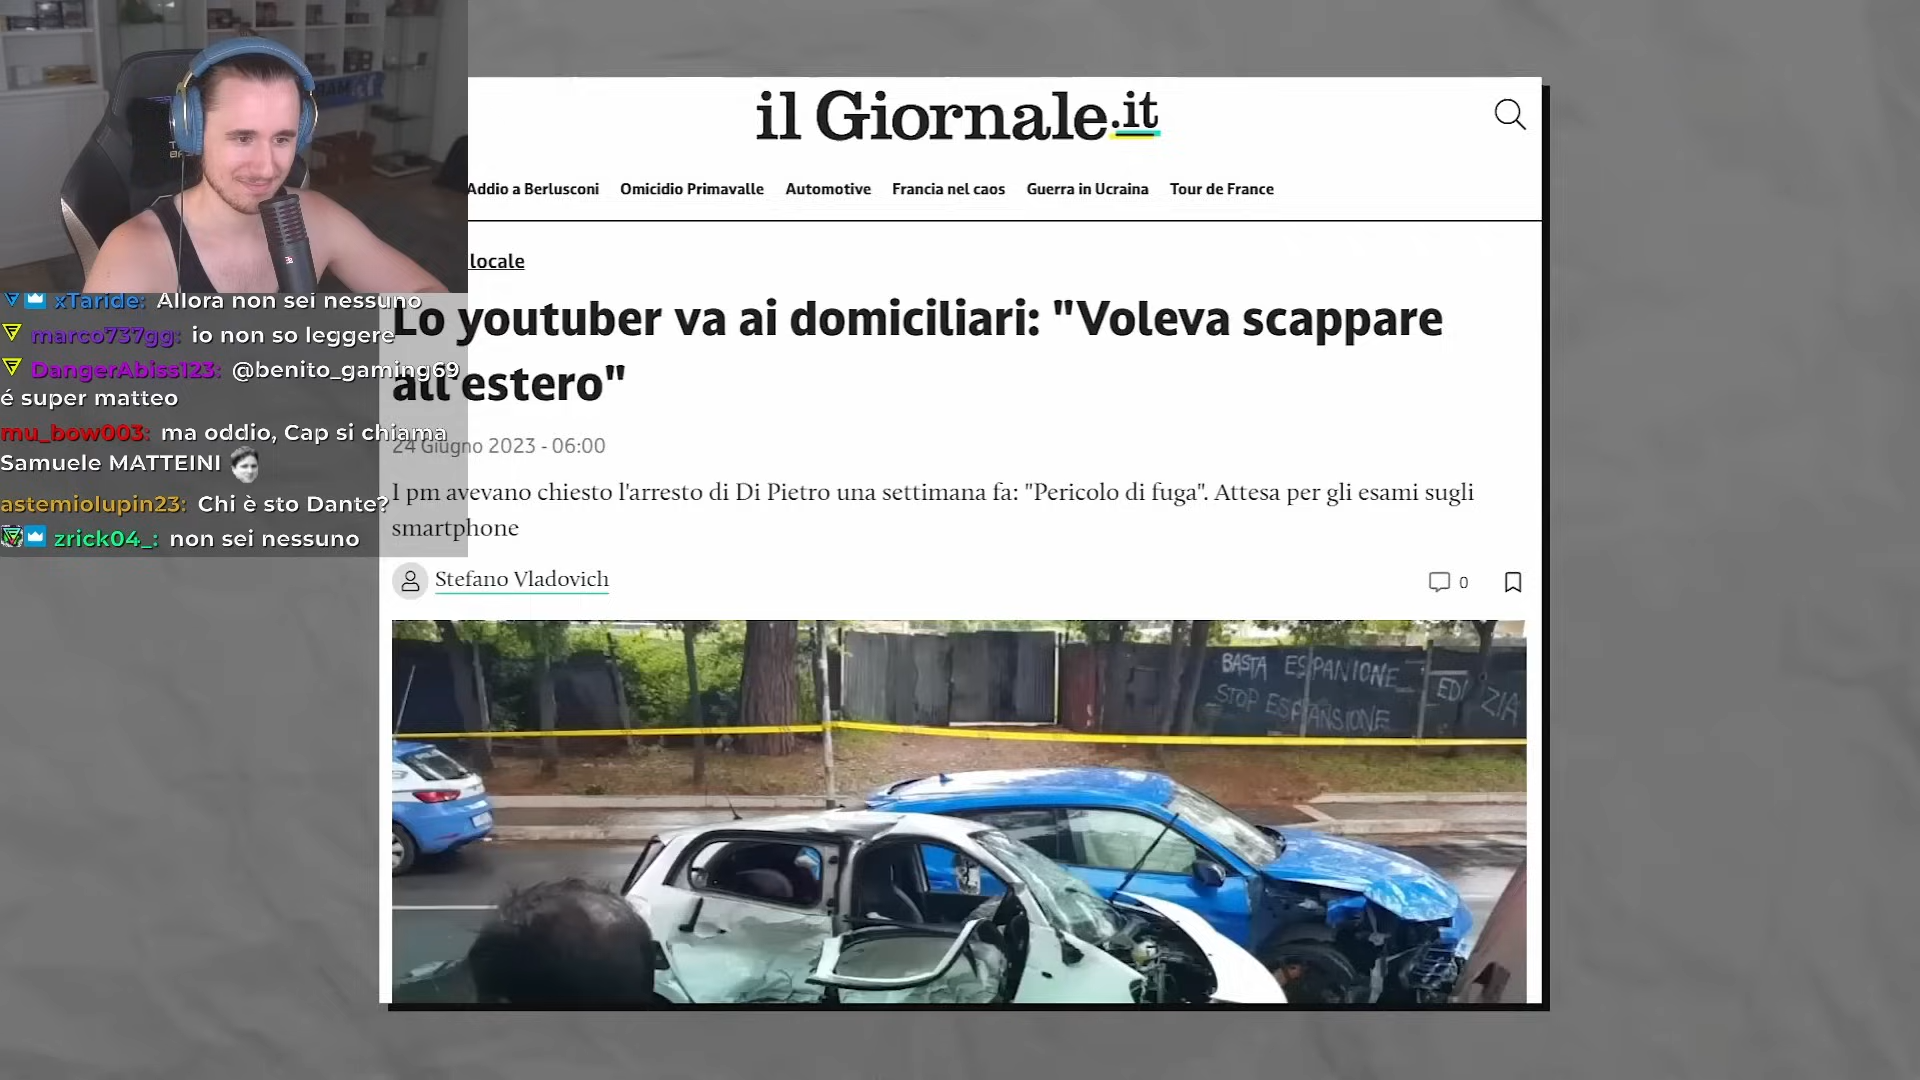 il Giornale.it
Addio a Berlusconi Omicidio Primavalle Automotive Francia nel caos Guerra in Ucraina Tour de France
locale
Lo youtuber va ai domiciliari: "Voleva scappare
all'estero"
24 Giugno 2023 - 06:00
I pm avevano chiesto l'arresto di Di Pietro una settimana fa: "Pericolo di fuga". Attesa per gli esami sugli
smartphone
Stefano Vladovich
0
xTaride: Allora non sei nessuno
marco737gg: io non so leggere
DangerAbiss123: @benito_gaming69
é super matteo
mu_bow003: ma oddio, Cap si chiama
Samuele MATTEINI
astemiolupin23: Chi è sto Dante?
zrick04_: non sei nessuno
BASTA ESPANIONE
STOP ESPANSIONE